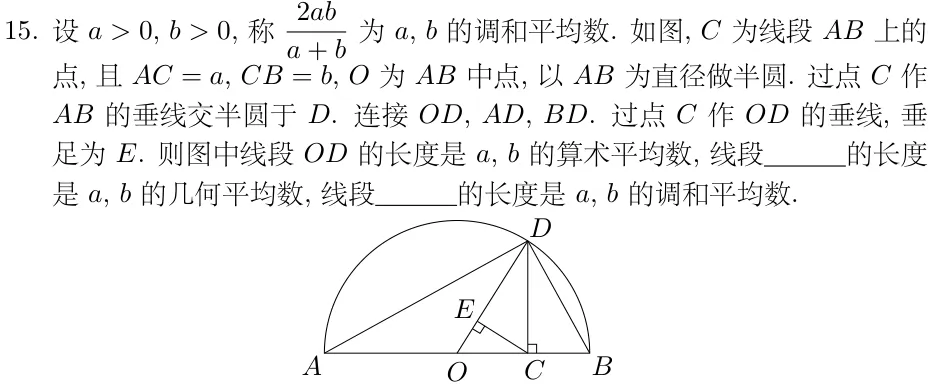 15. 设 a > 0, b > 0, 称 \frac{2ab}{a+b} 为 a, b 的调和平均数. 如图, C 为线段 AB 上的
点, 且 AC = a, CB = b, O 为 AB 中点, 以 AB 为直径做半圆. 过点 C 作
AB 的垂线交半圆于 D. 连接 OD, AD, BD. 过点 C 作 OD 的垂线, 垂
足为 E. 则图中线段 OD 的长度是 a, b 的算术平均数, 线段______的长度
是 a, b 的几何平均数, 线段______的长度是 a, b 的调和平均数.
D
E
A O C B